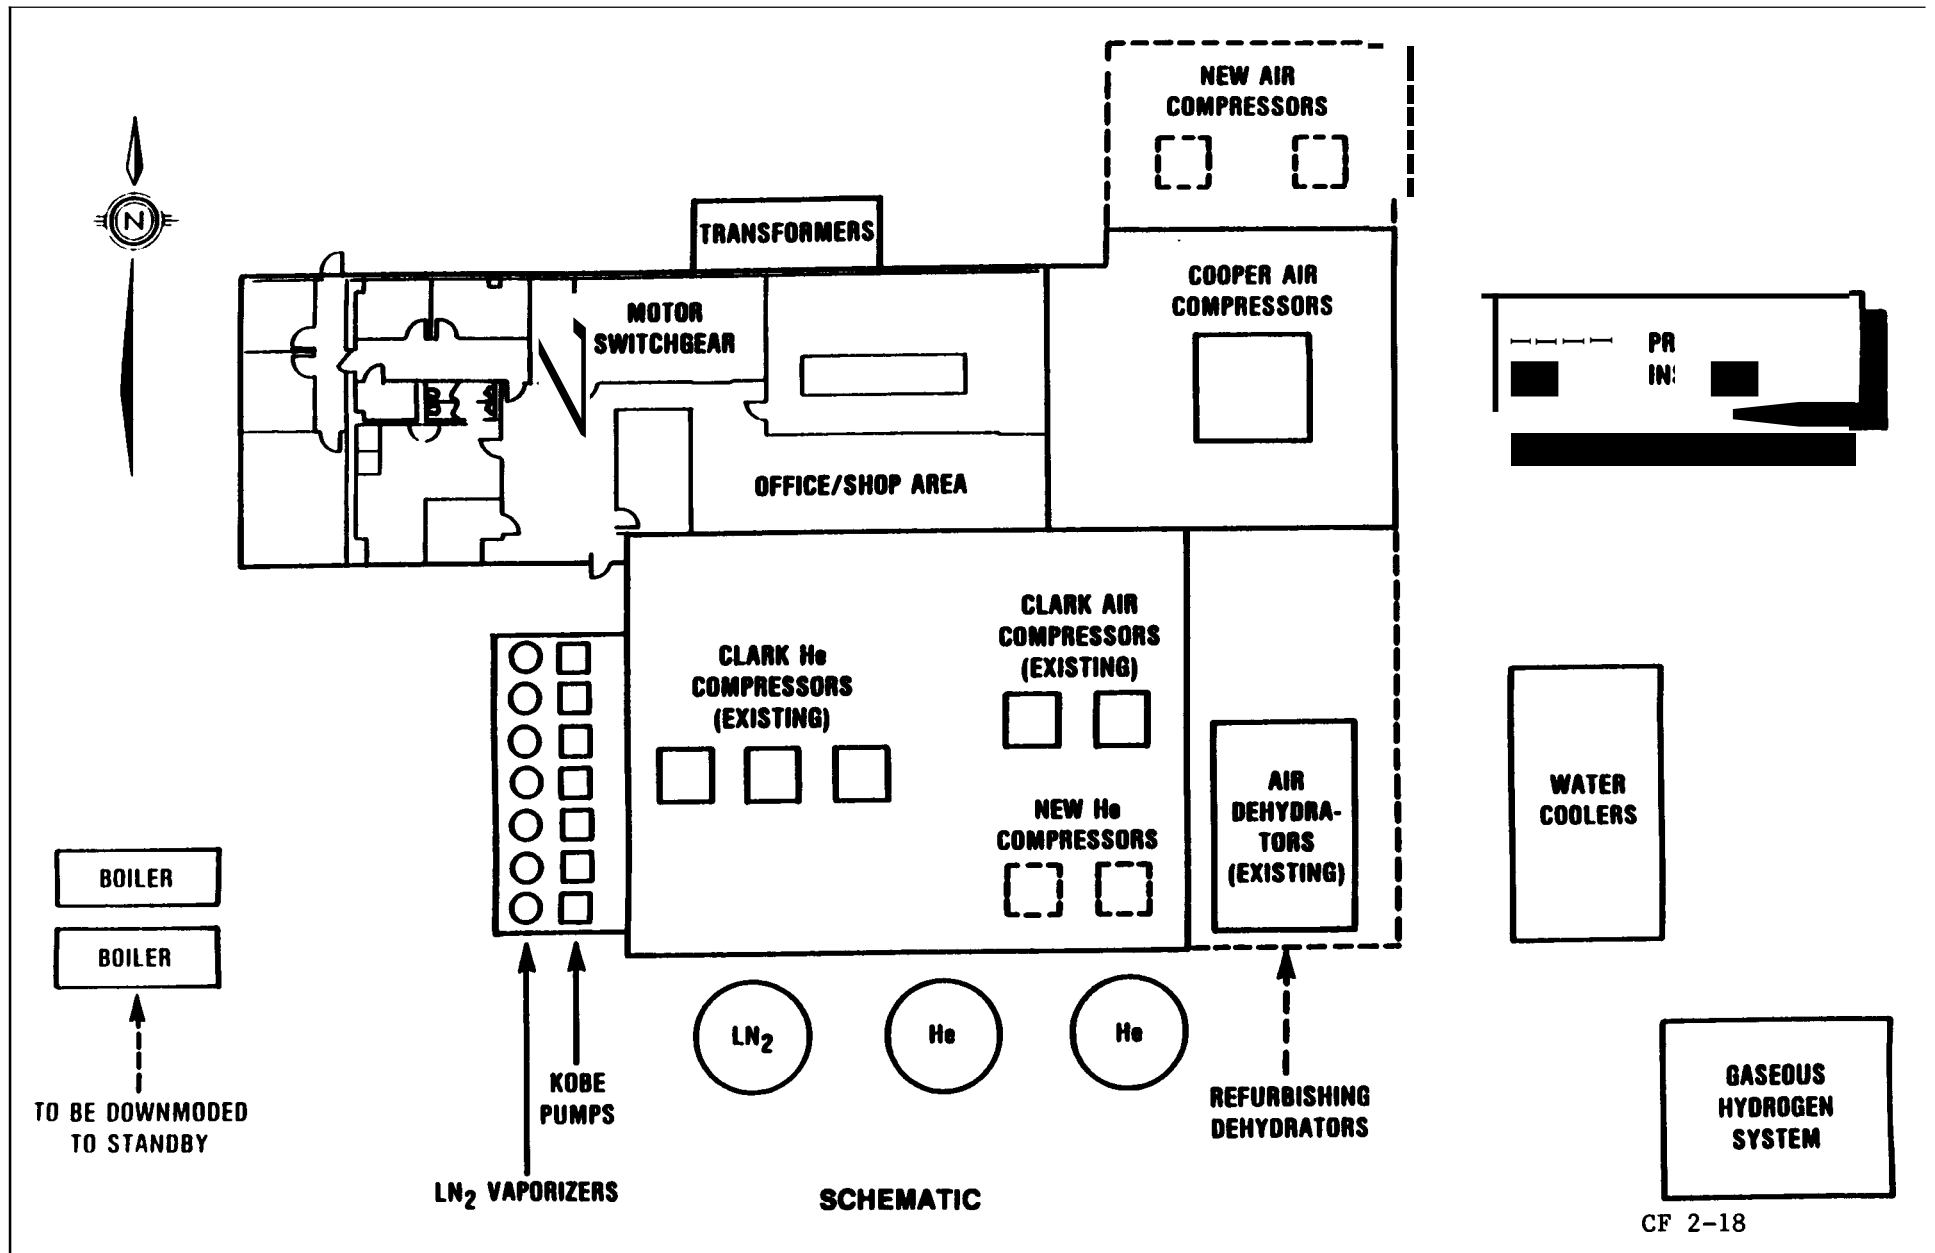 NEW AIR
COMPRESSORS
N
TRANSFORMERS
COOPER AIR
COMPRESSORS
MOTOR
SWITCHGEAR
OFFICE/SHOP AREA
CLARK He
COMPRESSORS
(EXISTING)
CLARK AIR
COMPRESSORS
(EXISTING)
NEW He
COMPRESSORS
AIR
DEHYDRA-
TORS
(EXISTING)
WATER
COOLERS
BOILER
BOILER
TO BE DOWNMODED
TO STANDBY
KOBE
PUMPS
LN2 VAPORIZERS
LN2
He
He
REFURBISHING
DEHYDRATORS
GASEOUS
HYDROGEN
SYSTEM
SCHEMATIC
CF 2-18